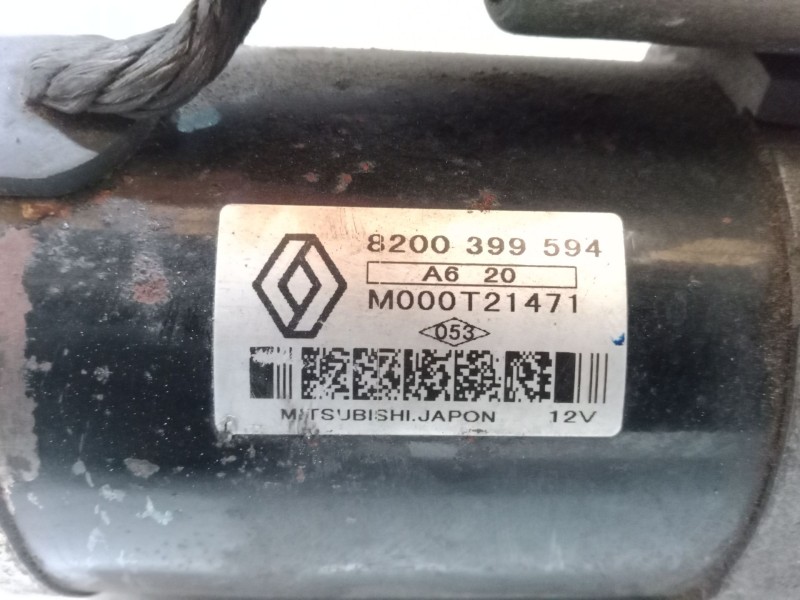 8200 399 594
A6 20
M000T21471
053
MITSUBISHI.JAPON 12V